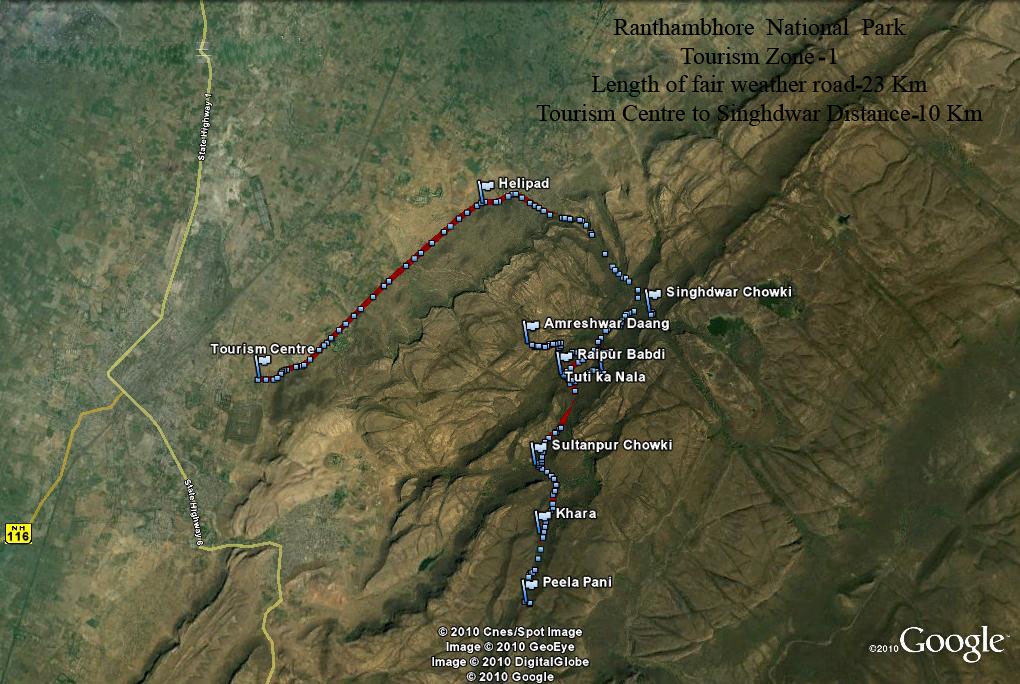 Ranthambhore National Park
Tourism Zone -1
Length of fair weather road-23 Km
Tourism Centre to Singhdwar Distance-10 Km
State Highway 1
Helipad
Singhdwar Chowki
Amreshwar Daang
Tourism Centre
Raipur Babdi
Tuti ka Nala
Sultanpur Chowki
State Highway 6
Khara
NH
116
Peela Pani
© 2010 Cnes/Spot Image
Image © 2010 GeoEye
Image © 2010 DigitalGlobe
© 2010 Google
©2010 Google™